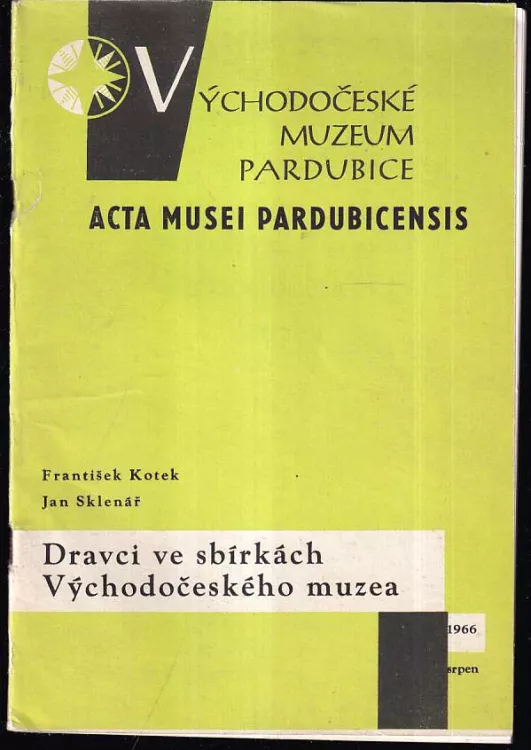 VÝCHODOČESKÉ
MUZEUM
PARDUBICE
ACTA MUSEI PARDUBICENSIS
František Kotek
Jan Sklenář
Dravci ve sbírkách
Východočeského muzea
1966
srpen